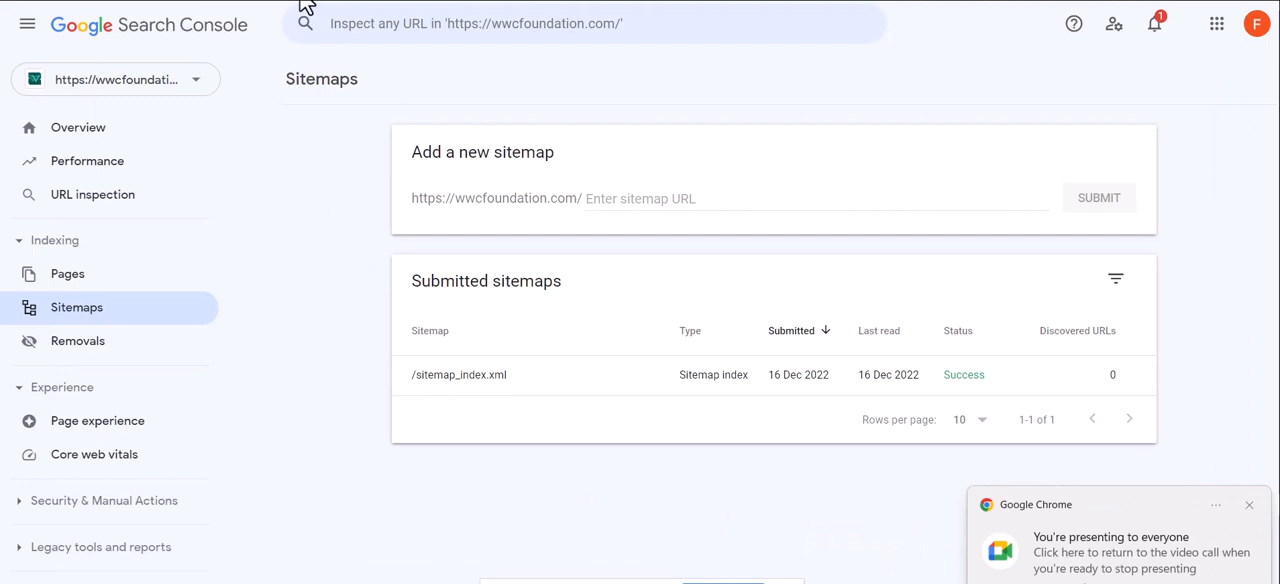 Google Search Console
Inspect any URL in 'https://wwcfoundation.com/'
1
F
https://wwcfoundati...
Sitemaps
Overview
Performance
URL inspection
Indexing
Pages
Sitemaps
Removals
Experience
Page experience
Core web vitals
Security & Manual Actions
Legacy tools and reports
Add a new sitemap
https://wwcfoundation.com/ Enter sitemap URL
SUBMIT
Submitted sitemaps
Sitemap Type Submitted Last read Status Discovered URLs
/sitemap_index.xml Sitemap index 16 Dec 2022 16 Dec 2022 Success 0
Rows per page: 10 1-1 of 1
Google Chrome
You're presenting to everyone
Click here to return to the video call when
you're ready to stop presenting